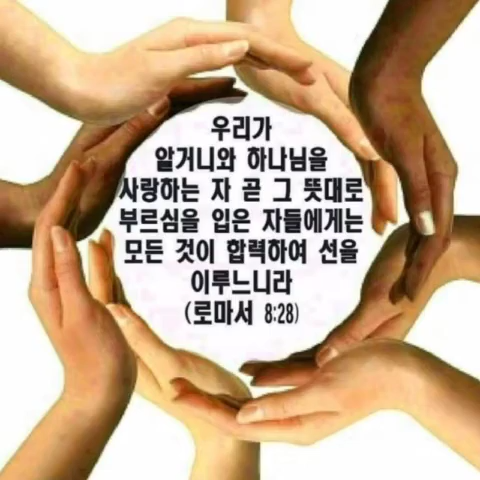 우리가
알거니와 하나님을
사랑하는 자 곧 그 뜻대로
부르심을 입은 자들에게는
모든 것이 합력하여 선을
이루느니라
(로마서 8:28)